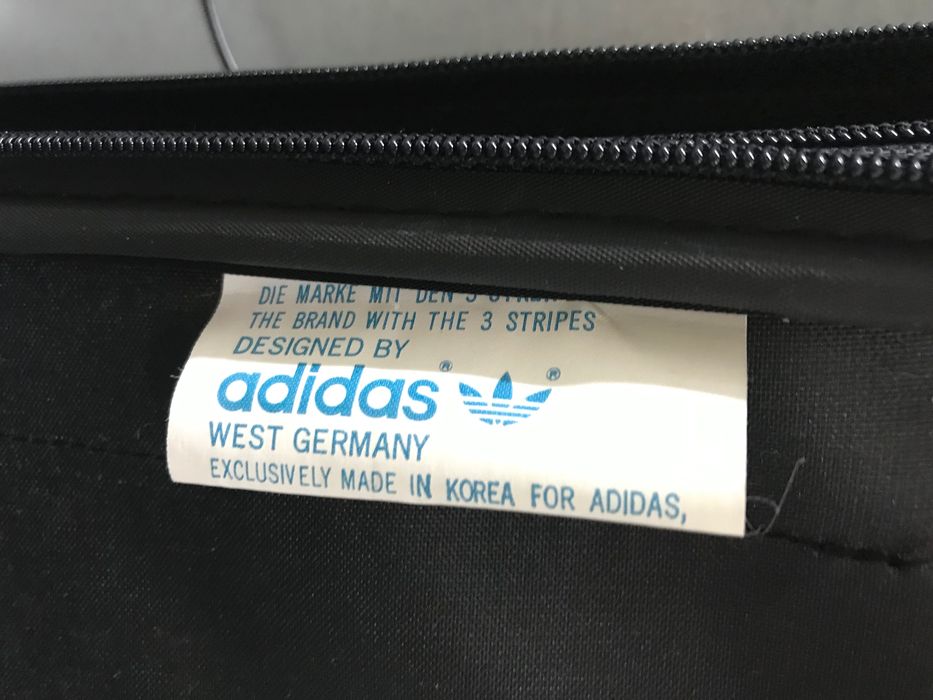 DIE MARKE MIT DEN 3
THE BRAND WITH THE 3 STRIPES
DESIGNED BY
adidas® ®
WEST GERMANY
EXCLUSIVELY MADE IN KOREA FOR ADIDAS,